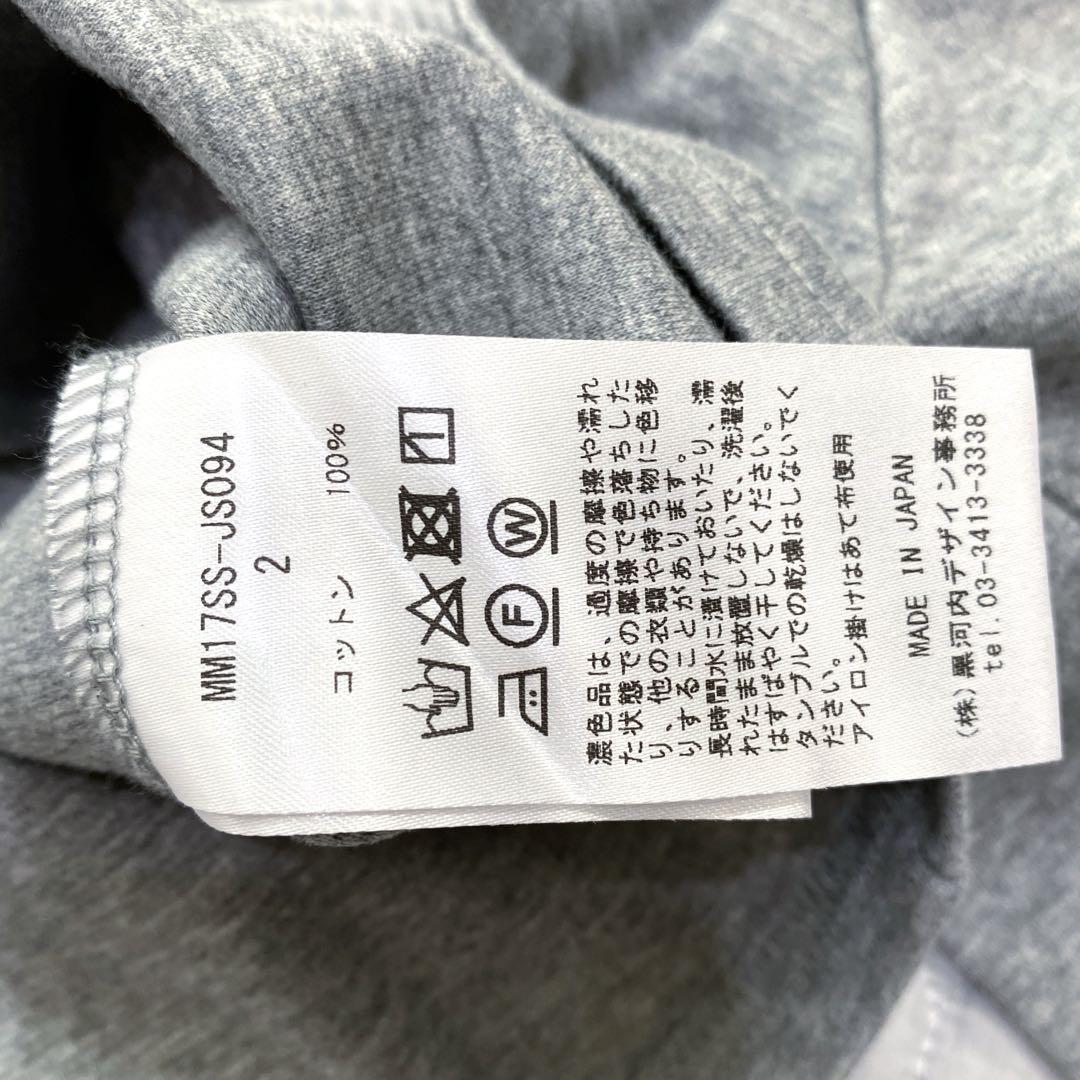 MM17SS-JS094
2
コットン 100%
F W
濃色品は、過度の摩擦や濡れ
た状態での摩擦で色落ちした
り、他の衣類や持ち物に色移
りすることがあります。
長時間水に漬けておいたり、濡
れたまま放置しないで、洗濯後
はすばやく干してください。
タンブルでの乾燥はしないでく
ださい。
アイロン掛けはあて布使用
MADE IN JAPAN
(株)黒河内デザイン事務所
tel.03-3413-3338